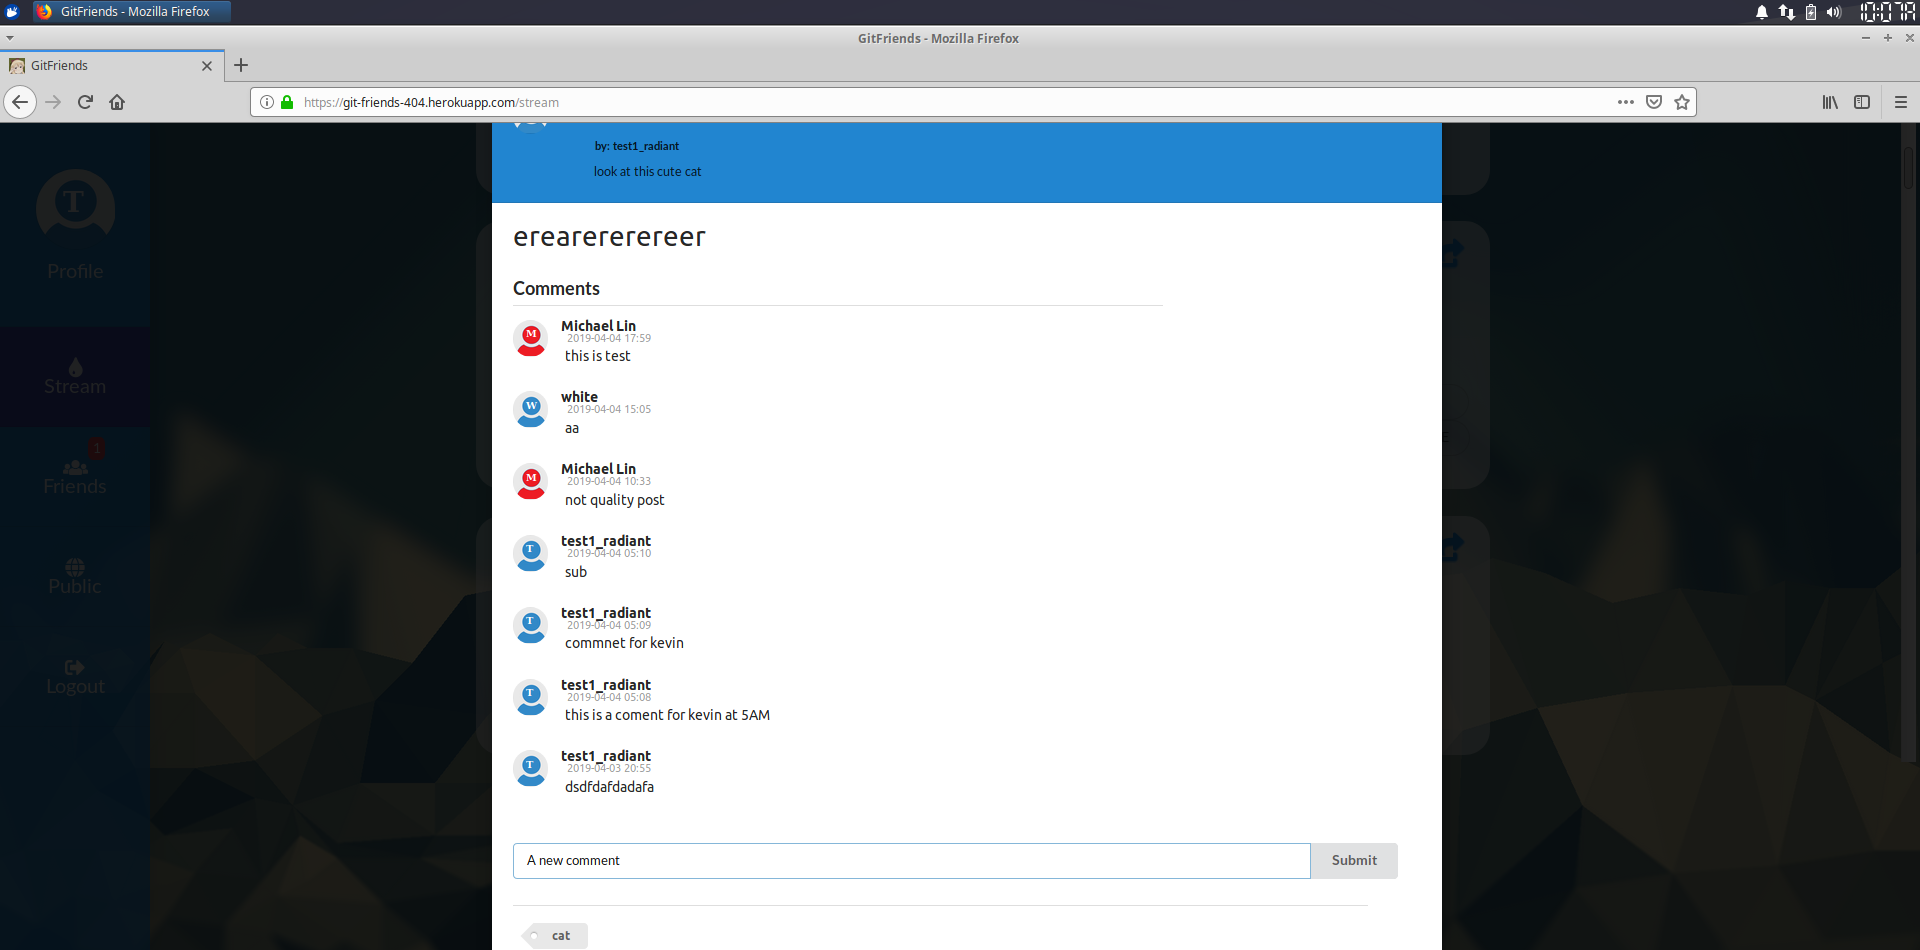 GitFriends - Mozilla Firefox
10:07A
GitFriends - Mozilla Firefox
GitFriends
https://git-friends-404.herokuapp.com/stream
T
Profile
Stream
1
Friends
Public
Logout
by: test1_radiant
look at this cute cat
erearererereer
Comments
M
Michael Lin
2019-04-04 17:59
this is test
W
white
2019-04-04 15:05
aa
M
Michael Lin
2019-04-04 10:33
not quality post
T
test1_radiant
2019-04-04 05:10
sub
T
test1_radiant
2019-04-04 05:09
commnet for kevin
T
test1_radiant
2019-04-04 05:08
this is a coment for kevin at 5AM
T
test1_radiant
2019-04-03 20:55
dsdfdafdadafa
A new comment
Submit
cat